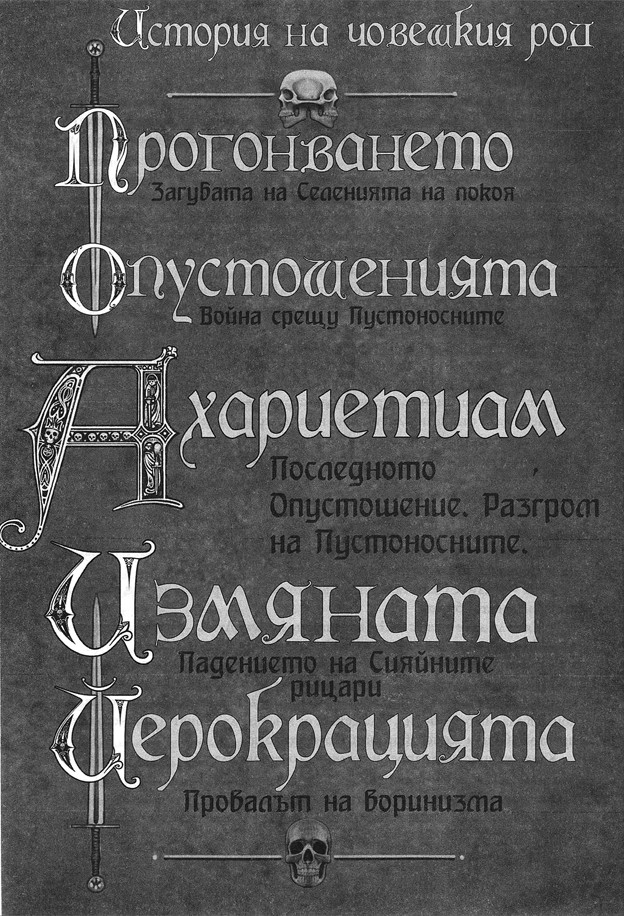 История на човешкия род
Прогонването
Загубата на Селенията на покоя
Опустошенията
Война срещу Пустоносните
Ахариетиам
Последното
Опустошение. Разгром
на Пустоносните.
Измяната
Падението на Сияйните
рицари
Йерокрацията
Провалът на воринизма